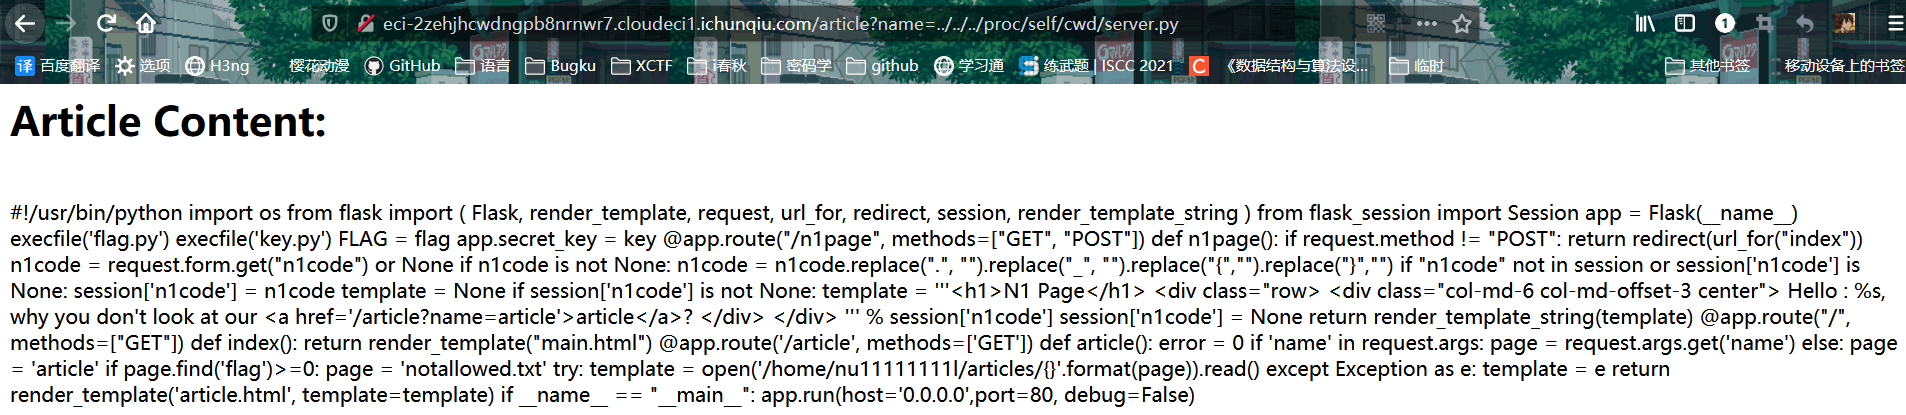 eci-2zehjhcwdngpb8nrnwr7.cloudeci1.ichunqiu.com/article?name=../../../proc/self/cwd/server.py
译 百度翻译 选项 H3ng 樱花动漫 GitHub 语言 Bugku XCTF i春秋 密码学 github 学习通 练武题 | ISCC 2021 C 《数据结构与算法设... 临时 其他书签 移动设备上的书签
Article Content:
#!/usr/bin/python import os from flask import ( Flask, render_template, request, url_for, redirect, session, render_template_string ) from flask_session import Session app = Flask(__name__)
execfile('flag.py') execfile('key.py') FLAG = flag app.secret_key = key @app.route("/n1page", methods=["GET", "POST"]) def n1page(): if request.method != "POST": return redirect(url_for("index"))
n1code = request.form.get("n1code") or None if n1code is not None: n1code = n1code.replace(".", "").replace("_", "").replace("{","").replace("}","") if "n1code" not in session or session['n1code'] is
None: session['n1code'] = n1code template = None if session['n1code'] is not None: template = '''<h1>N1 Page</h1> <div class="row> <div class="col-md-6 col-md-offset-3 center"> Hello : %s,
why you don't look at our <a href='/article?name=article'>article</a>? </div> </div> ''' % session['n1code'] session['n1code'] = None return render_template_string(template) @app.route("/",
methods=["GET"]) def index(): return render_template("main.html") @app.route('/article', methods=['GET']) def article(): error = 0 if 'name' in request.args: page = request.args.get('name') else: page
= 'article' if page.find('flag')>=0: page = 'notallowed.txt' try: template = open('/home/nu11111111l/articles/{}'.format(page)).read() except Exception as e: template = e return
render_template('article.html', template=template) if __name__ == "__main__": app.run(host='0.0.0.0',port=80, debug=False)